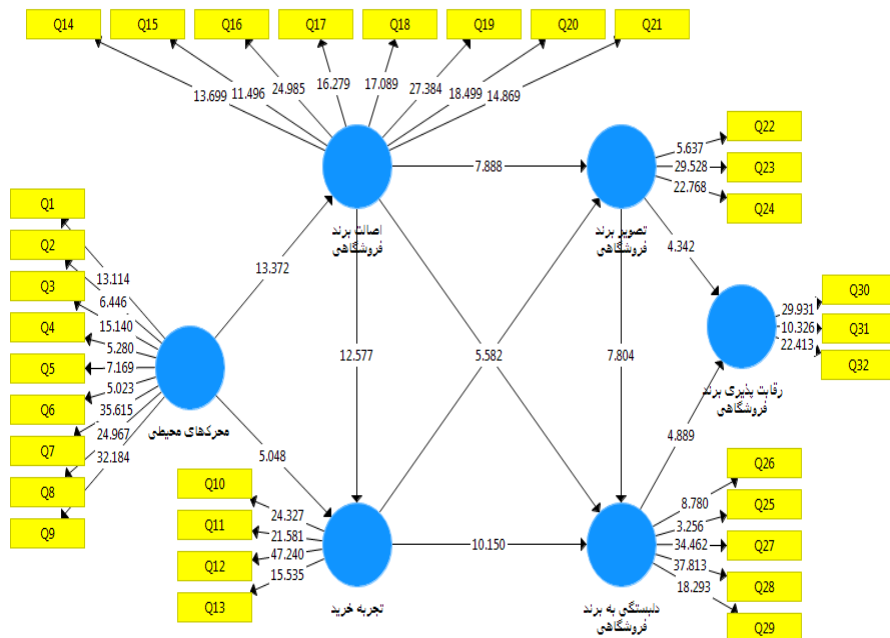 Q14
Q15
Q16
Q17
Q18
Q19
Q20
Q21
13.699
11.496
24.985
16.279
17.089
27.384
18.499
14.869
اصالت برند
فروشگاهی
7.888
تصویر برند
فروشگاهی
Q22
Q23
Q24
5.637
29.528
22.768
Q1
Q2
Q3
Q4
Q5
Q6
Q7
Q8
Q9
13.114
6.446
15.140
5.280
7.169
5.023
35.615
24.967
32.184
محرکهای محیطی
13.372
12.577
5.582
7.804
4.342
4.889
5.048
Q30
Q31
Q32
29.931
10.326
22.413
رقابت پذیری برند
فروشگاهی
Q10
Q11
Q12
Q13
24.327
21.581
47.240
15.535
تجربه خرید
10.150
دلبستگی به برند
فروشگاهی
Q26
Q25
Q27
Q28
Q29
8.780
3.256
34.462
37.813
18.293